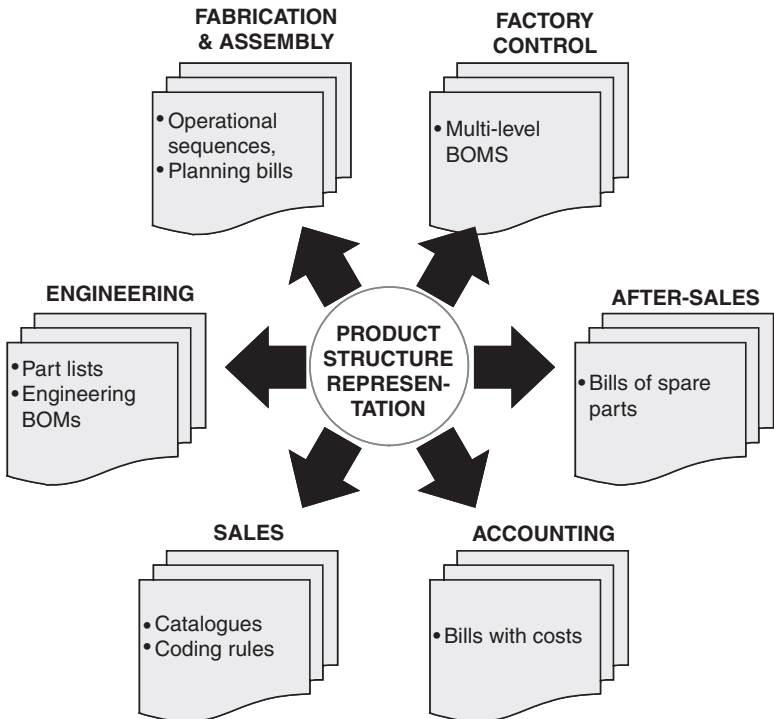 FABRICATION
& ASSEMBLY
• Operational
sequences,
• Planning bills
FACTORY
CONTROL
• Multi-level
BOMS
ENGINEERING
• Part lists
• Engineering
BOMs
PRODUCT
STRUCTURE
REPRESEN-
TATION
AFTER-SALES
• Bills of spare
parts
SALES
• Catalogues
• Coding rules
ACCOUNTING
• Bills with costs